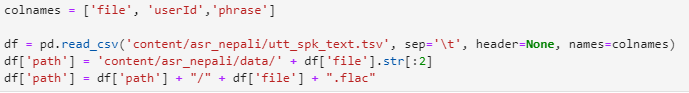 colnames = ['file', 'userId','phrase']
df = pd.read_csv('content/asr_nepali/utt_spk_text.tsv', sep='\t', header=None, names=colnames)
df['path'] = 'content/asr_nepali/data/' + df['file'].str[:2]
df['path'] = df['path'] + "/" + df['file'] + ".flac"